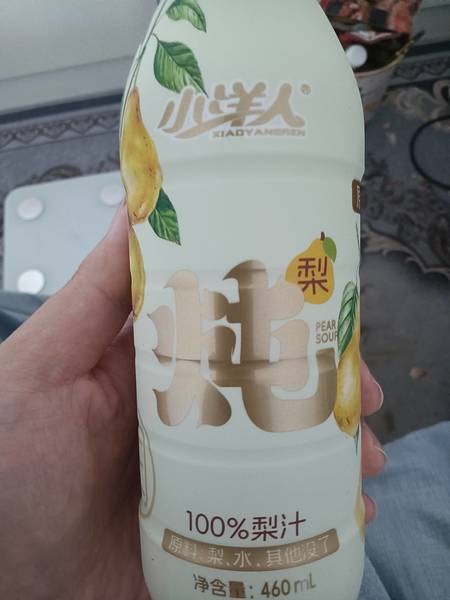 小洋人®
XIAOYANGREN
梨
炖
PEAR
SOUP
100%梨汁
原料:梨、水、其他没了
净含量: 460mL